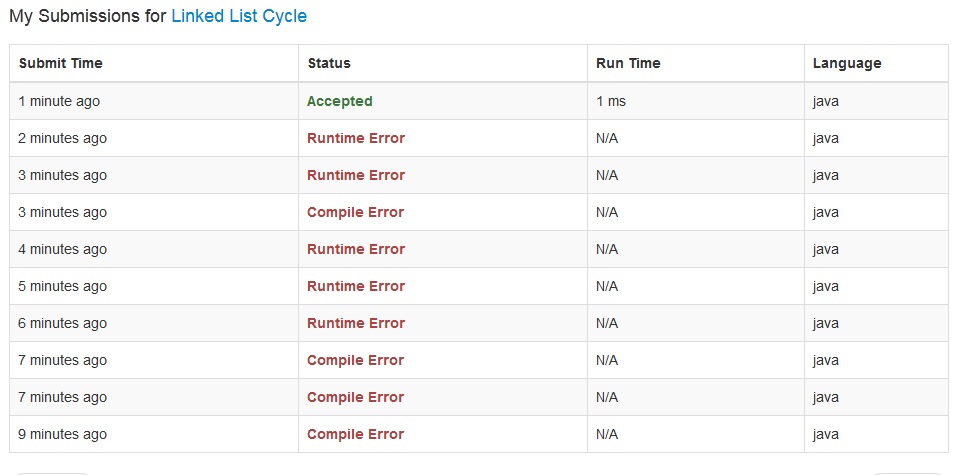 My Submissions for Linked List Cycle
Submit Time Status Run Time Language
1 minute ago Accepted 1 ms java
2 minutes ago Runtime Error N/A java
3 minutes ago Runtime Error N/A java
3 minutes ago Compile Error N/A java
4 minutes ago Runtime Error N/A java
5 minutes ago Runtime Error N/A java
6 minutes ago Runtime Error N/A java
7 minutes ago Compile Error N/A java
7 minutes ago Compile Error N/A java
9 minutes ago Compile Error N/A java